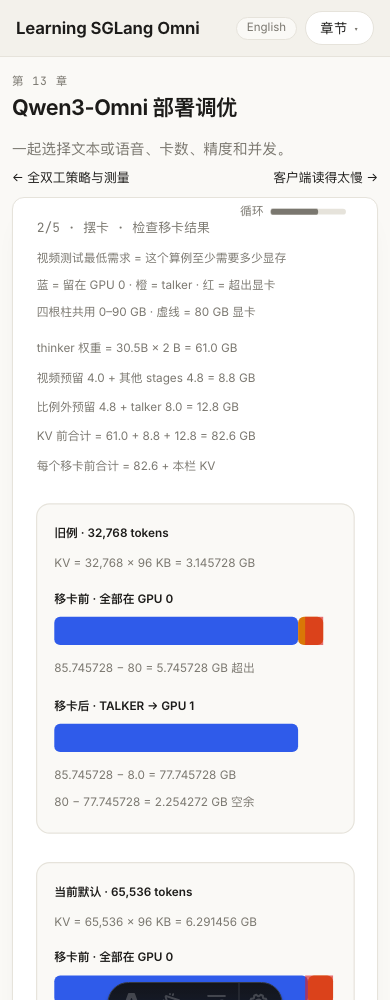 Learning SGLang Omni
English
章节
第 13 章
Qwen3-Omni 部署调优
一起选择文本或语音、卡数、精度和并发。
← 全双工策略与测量
客户端读得太慢 →
循环
2/5 · 摆卡 · 检查移卡结果
视频测试最低需求 = 这个算例至少需要多少显存
蓝 = 留在 GPU 0 · 橙 = talker · 红 = 超出显卡
四根柱共用 0–90 GB · 虚线 = 80 GB 显卡
thinker 权重 = 30.5B × 2 B = 61.0 GB
视频预留 4.0 + 其他 stages 4.8 = 8.8 GB
比例外预留 4.8 + talker 8.0 = 12.8 GB
KV 前合计 = 61.0 + 8.8 + 12.8 = 82.6 GB
每个移卡前合计 = 82.6 + 本栏 KV
旧例 · 32,768 tokens
KV = 32,768 × 96 KB = 3.145728 GB
移卡前 · 全部在 GPU 0
85.745728 − 80 = 5.745728 GB 超出
移卡后 · TALKER → GPU 1
85.745728 − 8.0 = 77.745728 GB
80 − 77.745728 = 2.254272 GB 空余
当前默认 · 65,536 tokens
KV = 65,536 × 96 KB = 6.291456 GB
移卡前 · 全部在 GPU 0